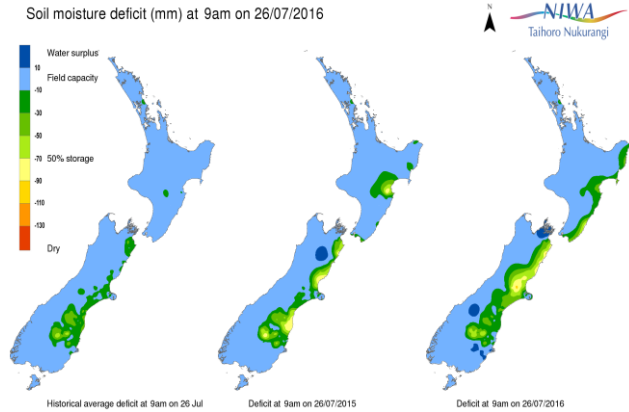 Soil moisture deficit (mm) at 9am on 26/07/2016
NIWA
Taihoro Nukurangi
N
Water surplus
10
Field capacity
-10
-30
-50
50% storage
-70
-90
-110
-130
Dry
Historical average deficit at 9am on 26 Jul
Deficit at 9am on 26/07/2015
Deficit at 9am on 26/07/2016